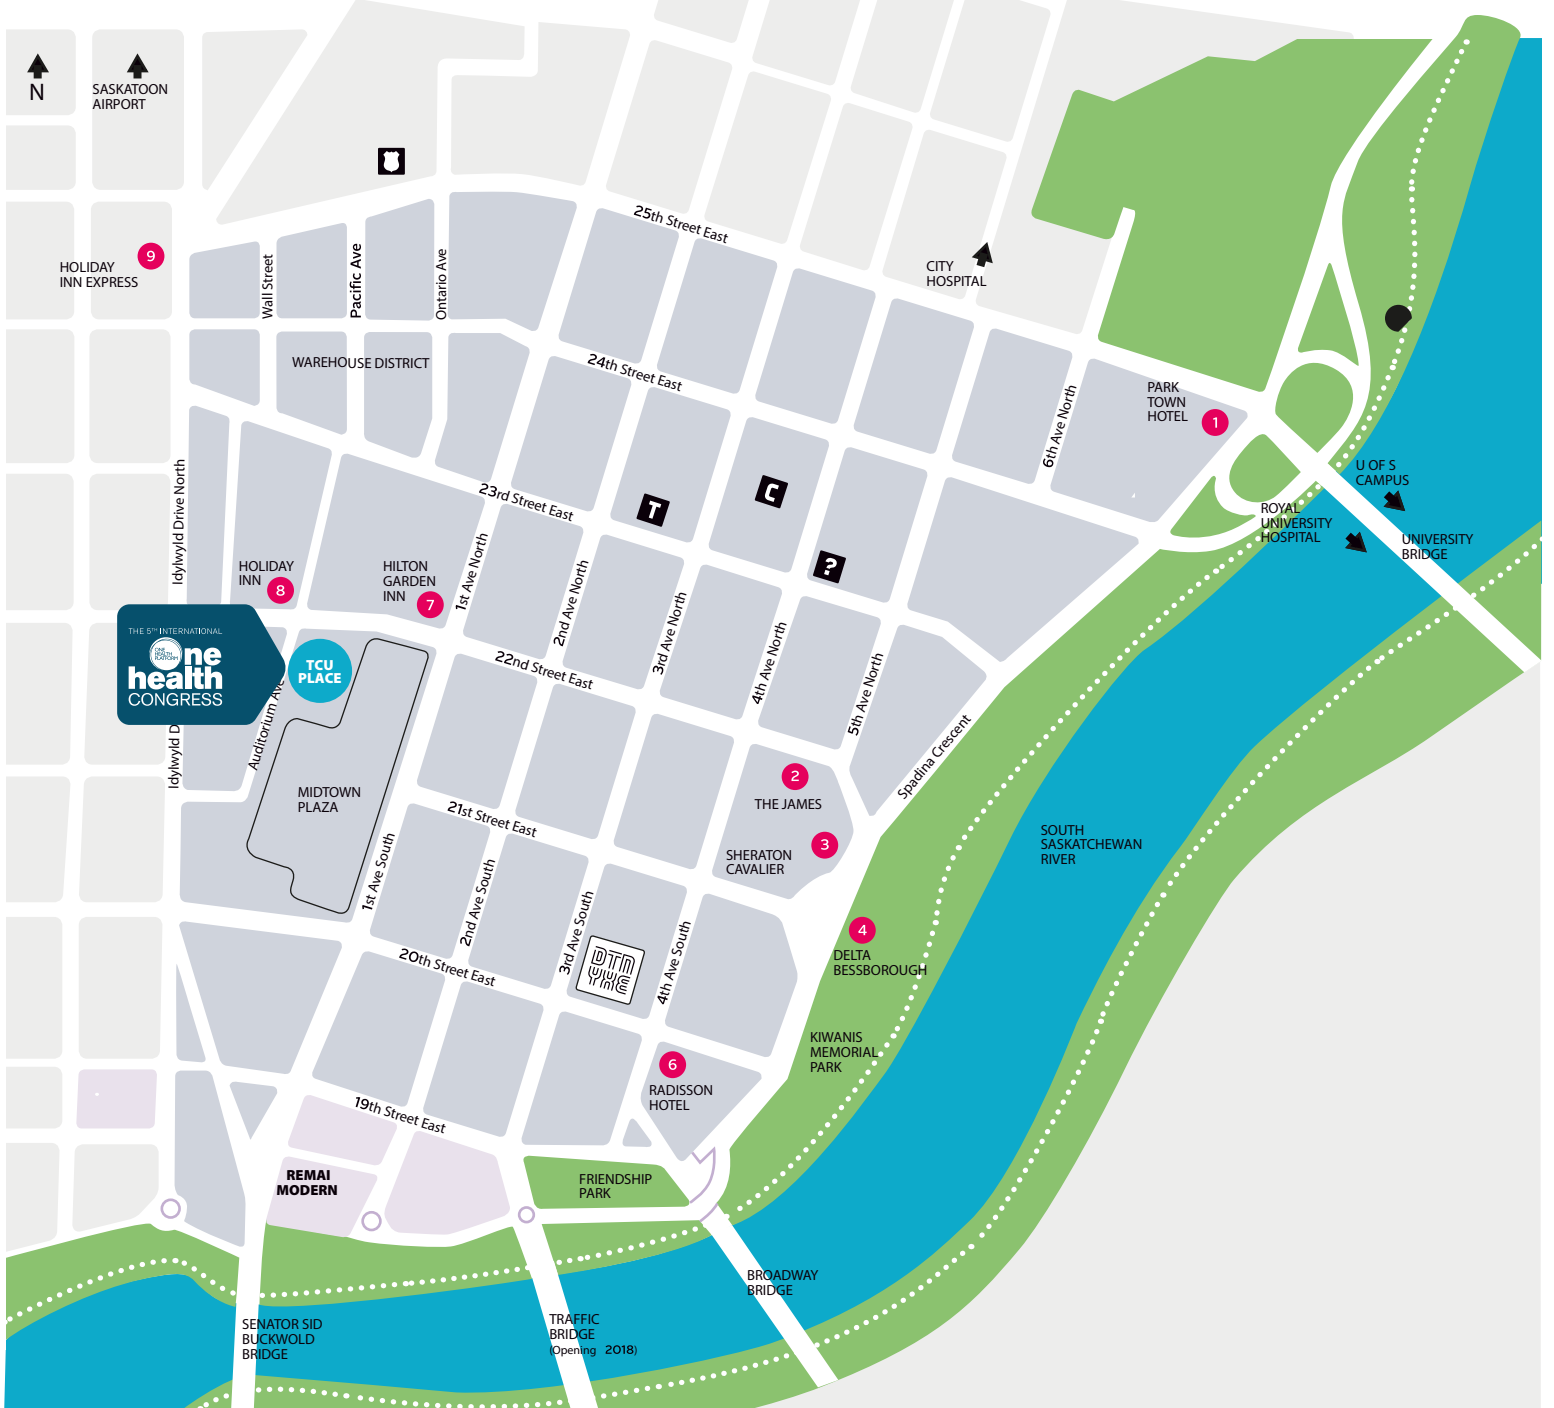 N
SASKATOON
AIRPORT
25th Street East
Wall Street
Pacific Ave
Ontario Ave
9
HOLIDAY
INN EXPRESS
CITY
HOSPITAL
WAREHOUSE DISTRICT
24th Street East
6th Ave North
PARK
TOWN
HOTEL
1
U OF S
CAMPUS
ROYAL
UNIVERSITY
HOSPITAL
UNIVERSITY
BRIDGE
Idylwyld Drive North
23rd Street East
T
C
?
HOLIDAY
INN
8
HILTON
GARDEN
INN
7
1st Ave North
2nd Ave North
3rd Ave North
4th Ave North
5th Ave North
THE 5TH INTERNATIONAL
ONE
HEALTH
PLATFORM
One
health
CONGRESS
TCU
PLACE
22nd Street East
Auditorium Ave
Idylwyld D
Spadina Crescent
MIDTOWN
PLAZA
2
THE JAMES
21st Street East
3
SHERATON
CAVALIER
SOUTH
SASKATCHEWAN
RIVER
1st Ave South
2nd Ave South
3rd Ave South
4th Ave South
4
DELTA
BESSBOROUGH
20th Street East
DTN
YXE
KIWANIS
MEMORIAL
PARK
6
RADISSON
HOTEL
19th Street East
REMAI
MODERN
FRIENDSHIP
PARK
BROADWAY
BRIDGE
SENATOR SID
BUCKWOLD
BRIDGE
TRAFFIC
BRIDGE
(Opening 2018)